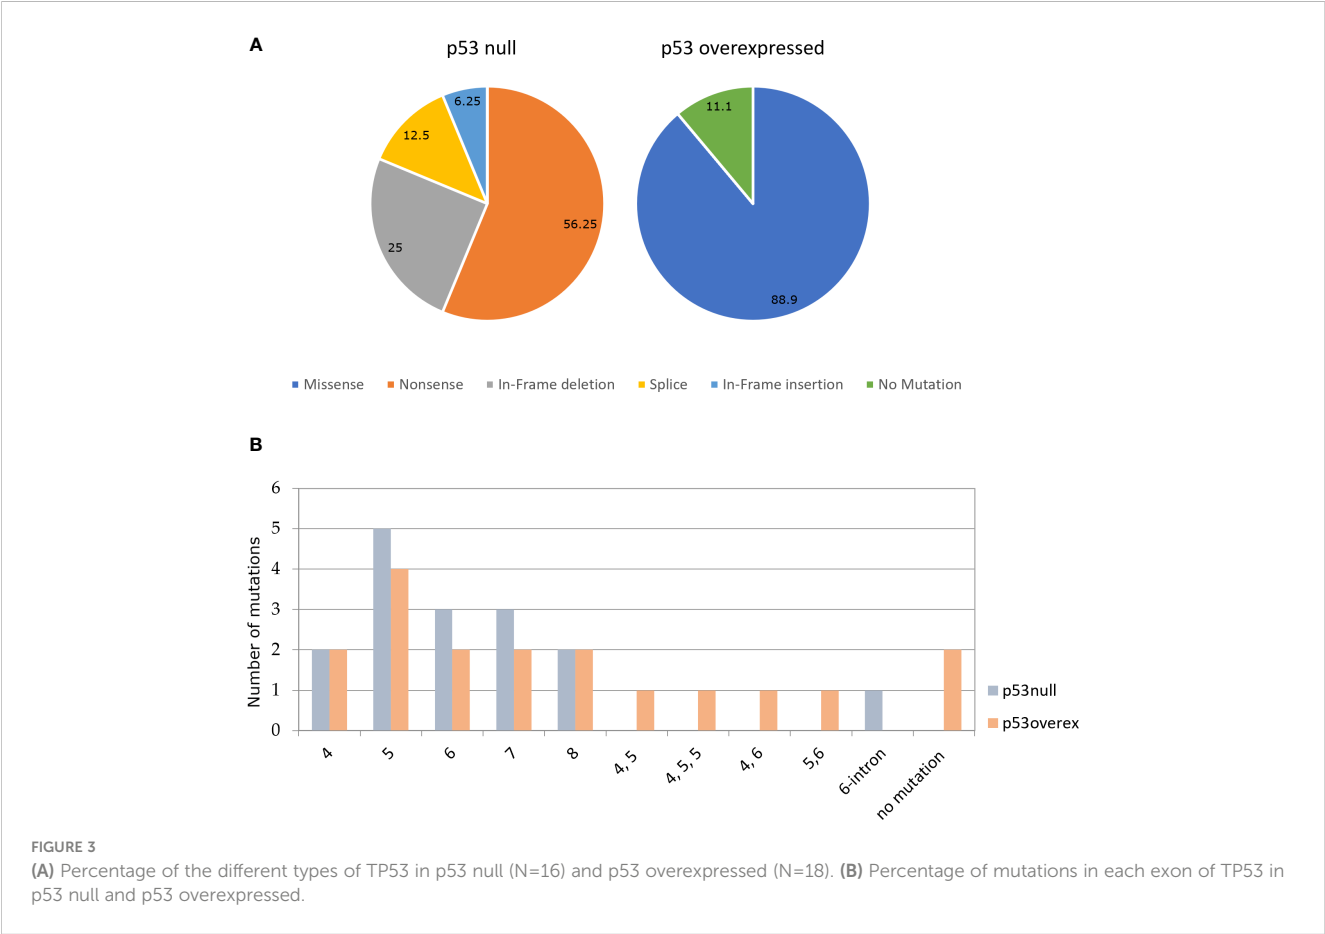 A
p53 null
p53 overexpressed
6.25
12.5
56.25
25
11.1
88.9
Missense
Nonsense
In-Frame deletion
Splice
In-Frame insertion
No Mutation
B
Number of mutations
6
5
4
3
2
1
0
4
5
6
7
8
4, 5
4, 5, 5
4, 6
5,6
6-intron
no mutation
p53null
p53overex
FIGURE 3
(A) Percentage of the different types of TP53 in p53 null (N=16) and p53 overexpressed (N=18). (B) Percentage of mutations in each exon of TP53 in
p53 null and p53 overexpressed.